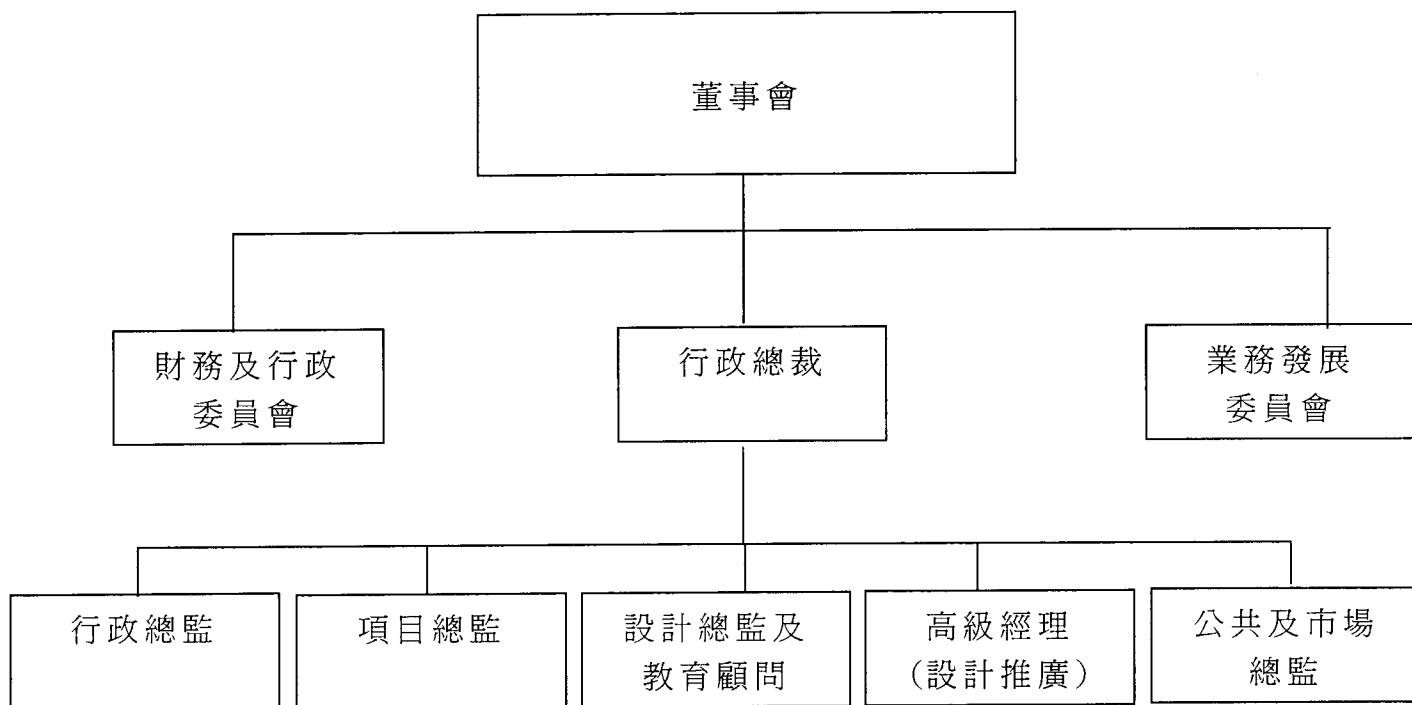 董事會
財務及行政
委員會
行政總裁
業務發展
委員會
行政總監
項目總監
設計總監及
教育顧問
高級經理
(設計推廣)
公共及市場
總監